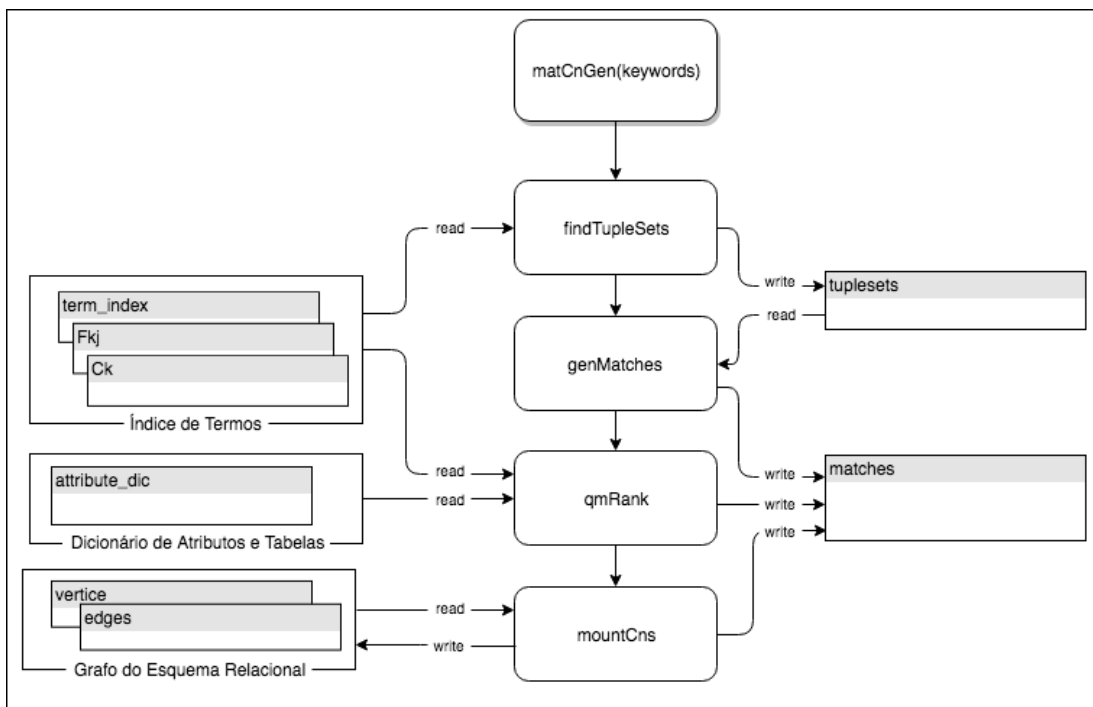 matCnGen(keywords)
read
findTupleSets
write
tuplesets
read
term_index
Fkj
Ck
Índice de Termos
genMatches
read
read
qmRank
write
write
write
matches
attribute_dic
Dicionário de Atributos e Tabelas
vertice
edges
Grafo do Esquema Relacional
read
write
mountCns